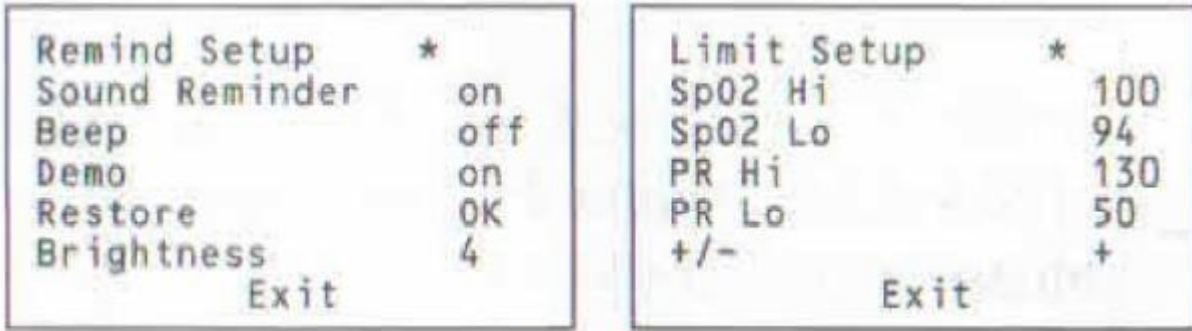 Remind Setup *
Sound Reminder on
Beep off
Demo on
Restore OK
Brightness 4
Exit
Limit Setup *
SpO2 Hi 100
SpO2 Lo 94
PR Hi 130
PR Lo 50
+/- +
Exit